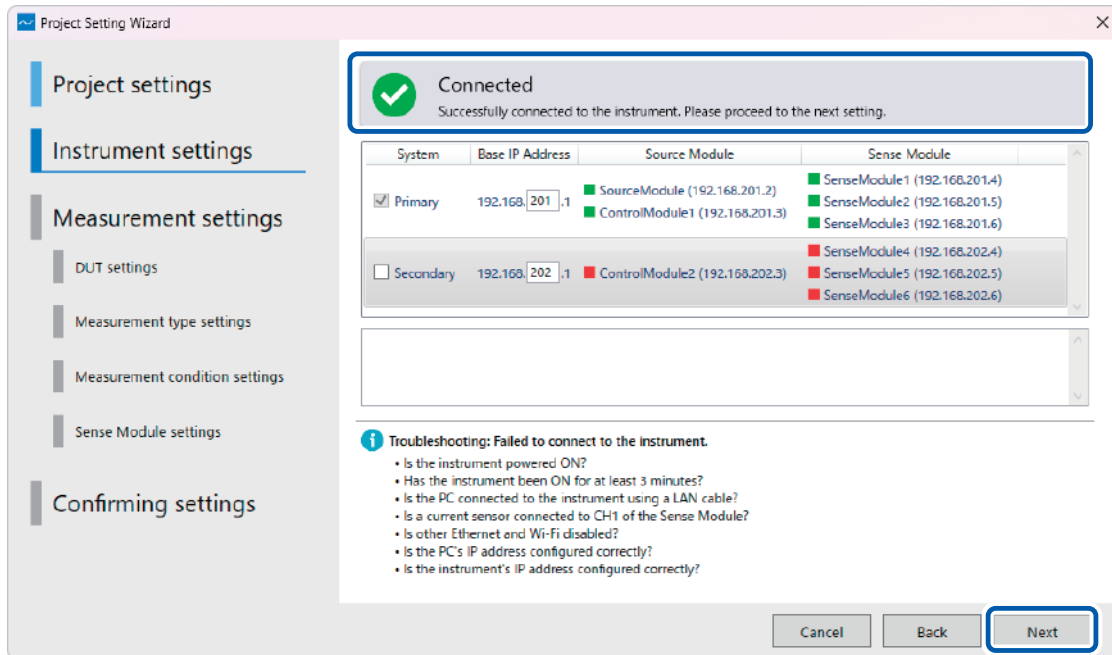 Project Setting Wizard
Project settings
Instrument settings
Measurement settings
DUT settings
Measurement type settings
Measurement condition settings
Sense Module settings
Confirming settings
Connected
Successfully connected to the instrument. Please proceed to the next setting.
System Base IP Address Source Module Sense Module
Primary 192.168. 201 .1
SourceModule (192.168.201.2)
ControlModule1 (192.168.201.3)
SenseModule1 (192.168.201.4)
SenseModule2 (192.168.201.5)
SenseModule3 (192.168.201.6)
Secondary 192.168. 202 .1
ControlModule2 (192.168.202.3)
SenseModule4 (192.168.202.4)
SenseModule5 (192.168.202.5)
SenseModule6 (192.168.202.6)
Troubleshooting: Failed to connect to the instrument.
• Is the instrument powered ON?
• Has the instrument been ON for at least 3 minutes?
• Is the PC connected to the instrument using a LAN cable?
• Is a current sensor connected to CH1 of the Sense Module?
• Is other Ethernet and Wi-Fi disabled?
• Is the PC's IP address configured correctly?
• Is the instrument's IP address configured correctly?
Cancel Back Next